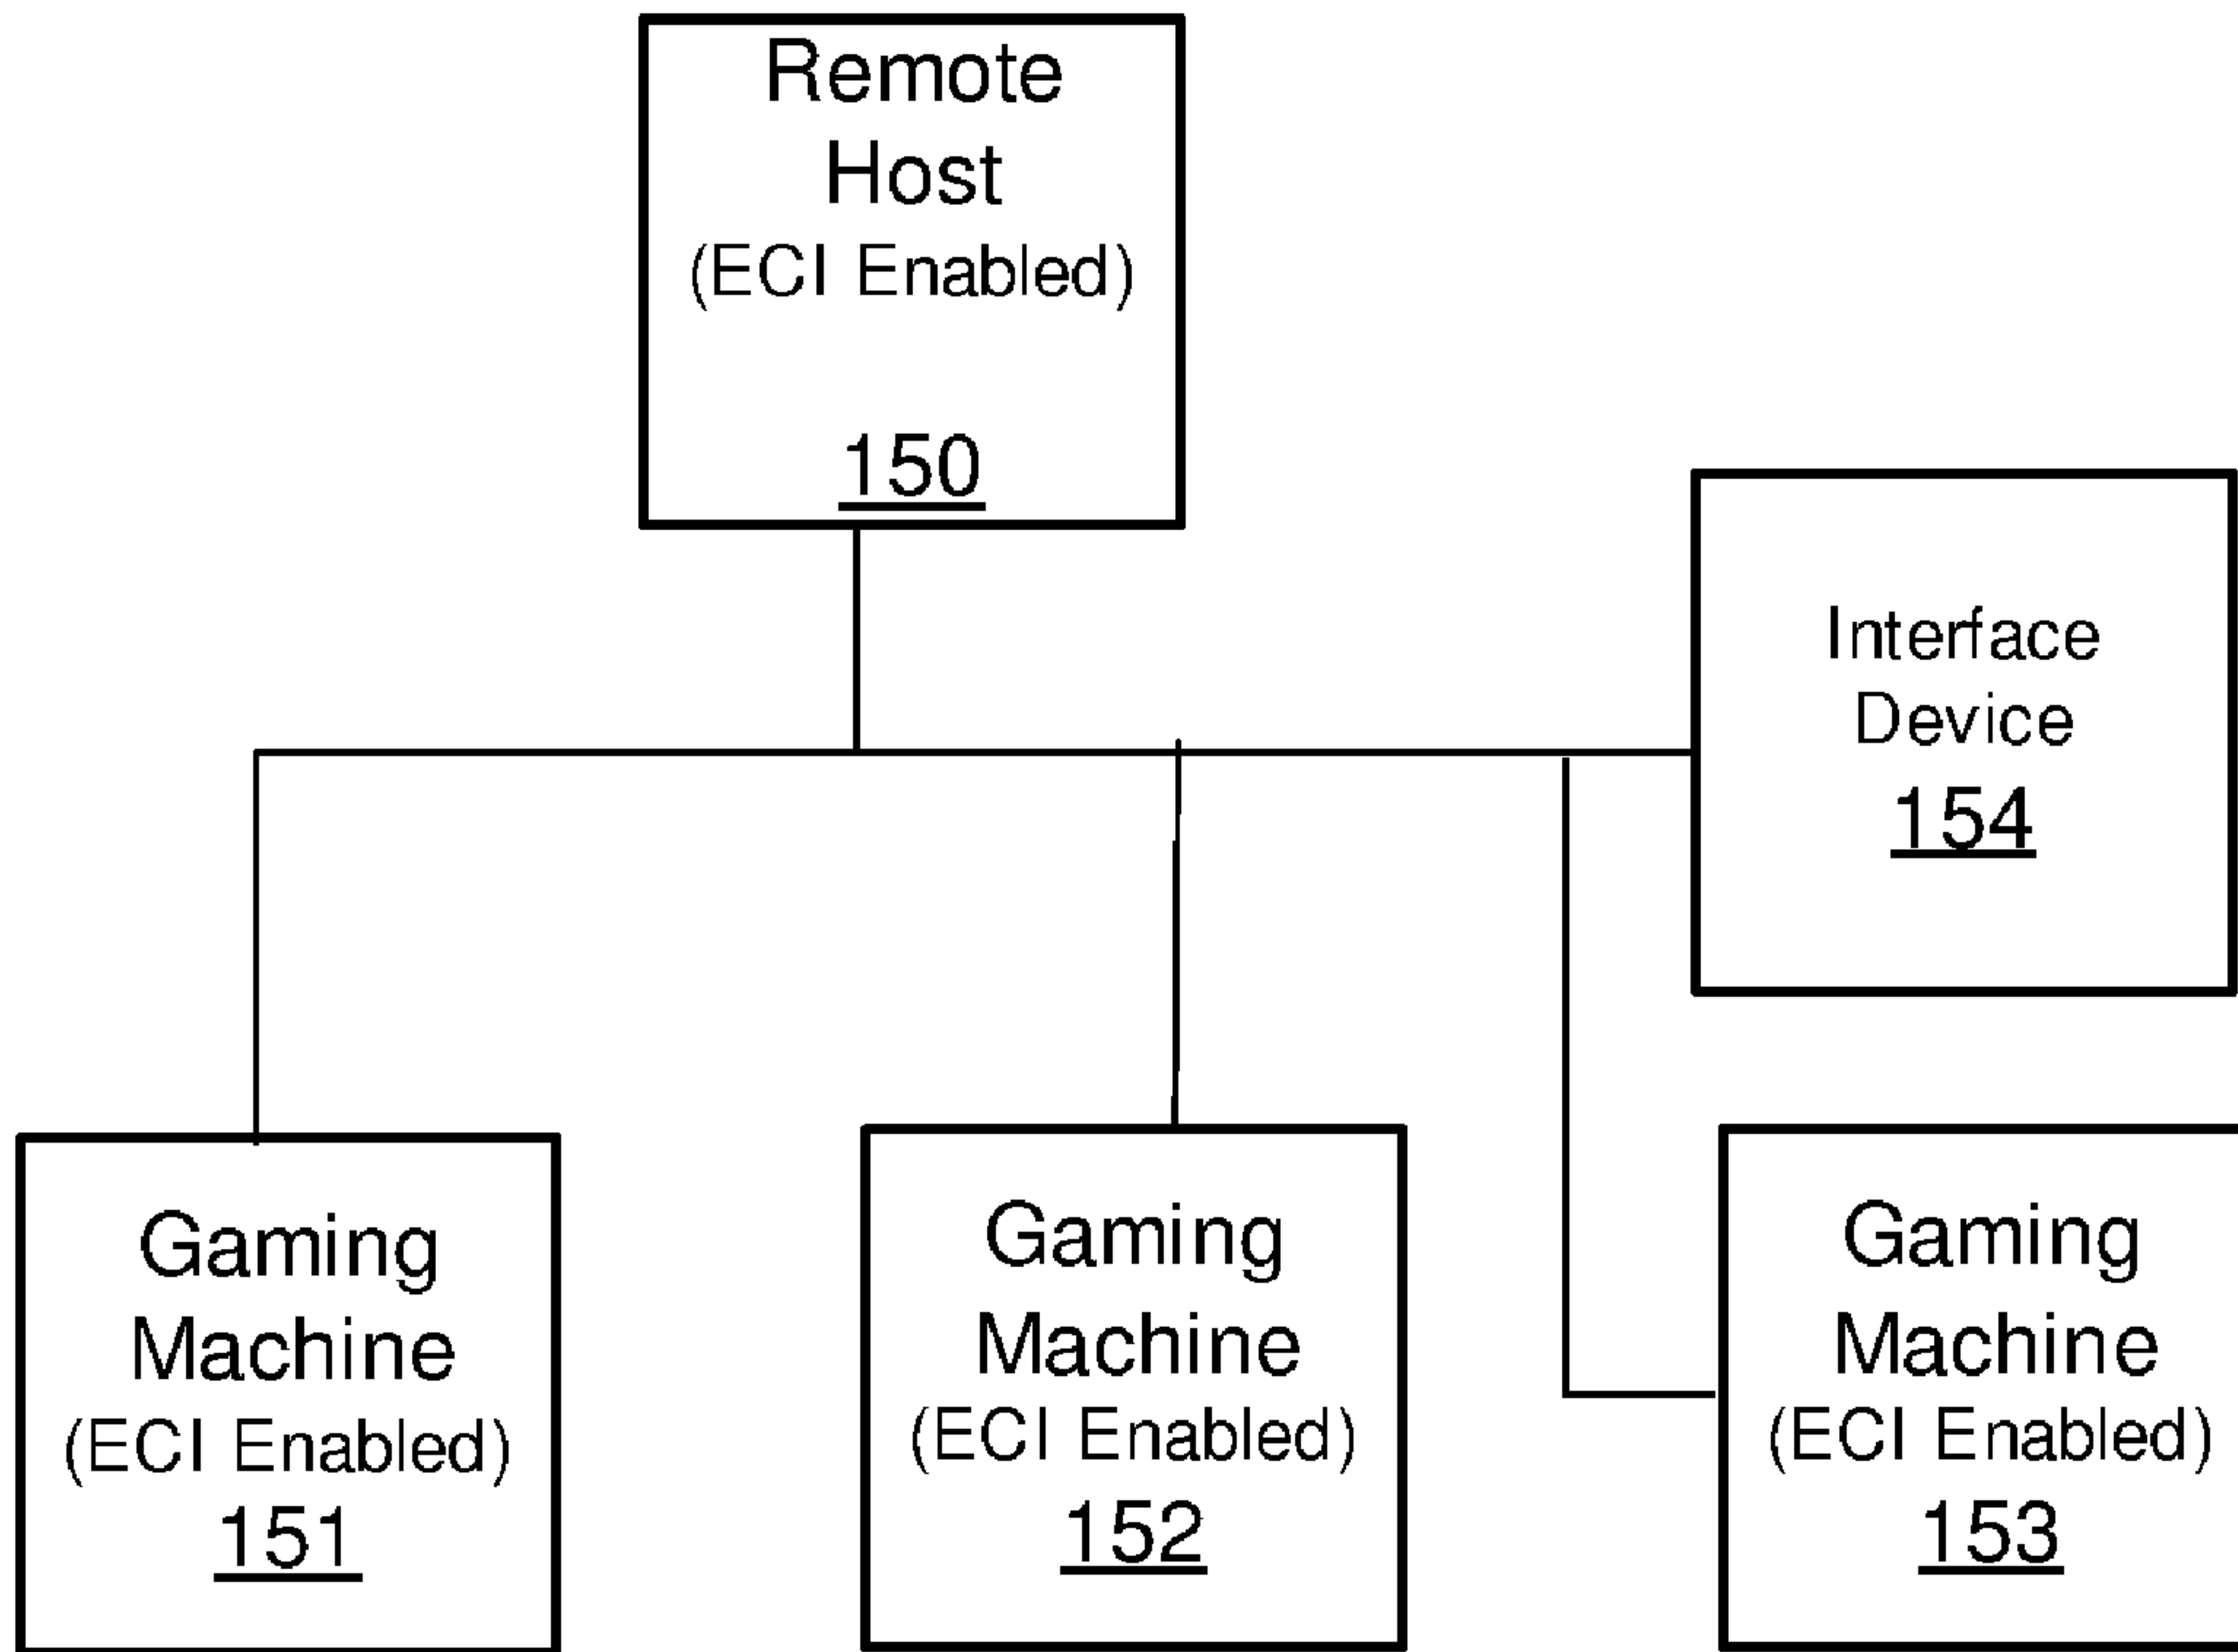 Remote
Host
(ECI Enabled)
150
Interface
Device
154
Gaming
Machine
(ECI Enabled)
151
Gaming
Machine
(ECI Enabled)
152
Gaming
Machine
(ECI Enabled)
153